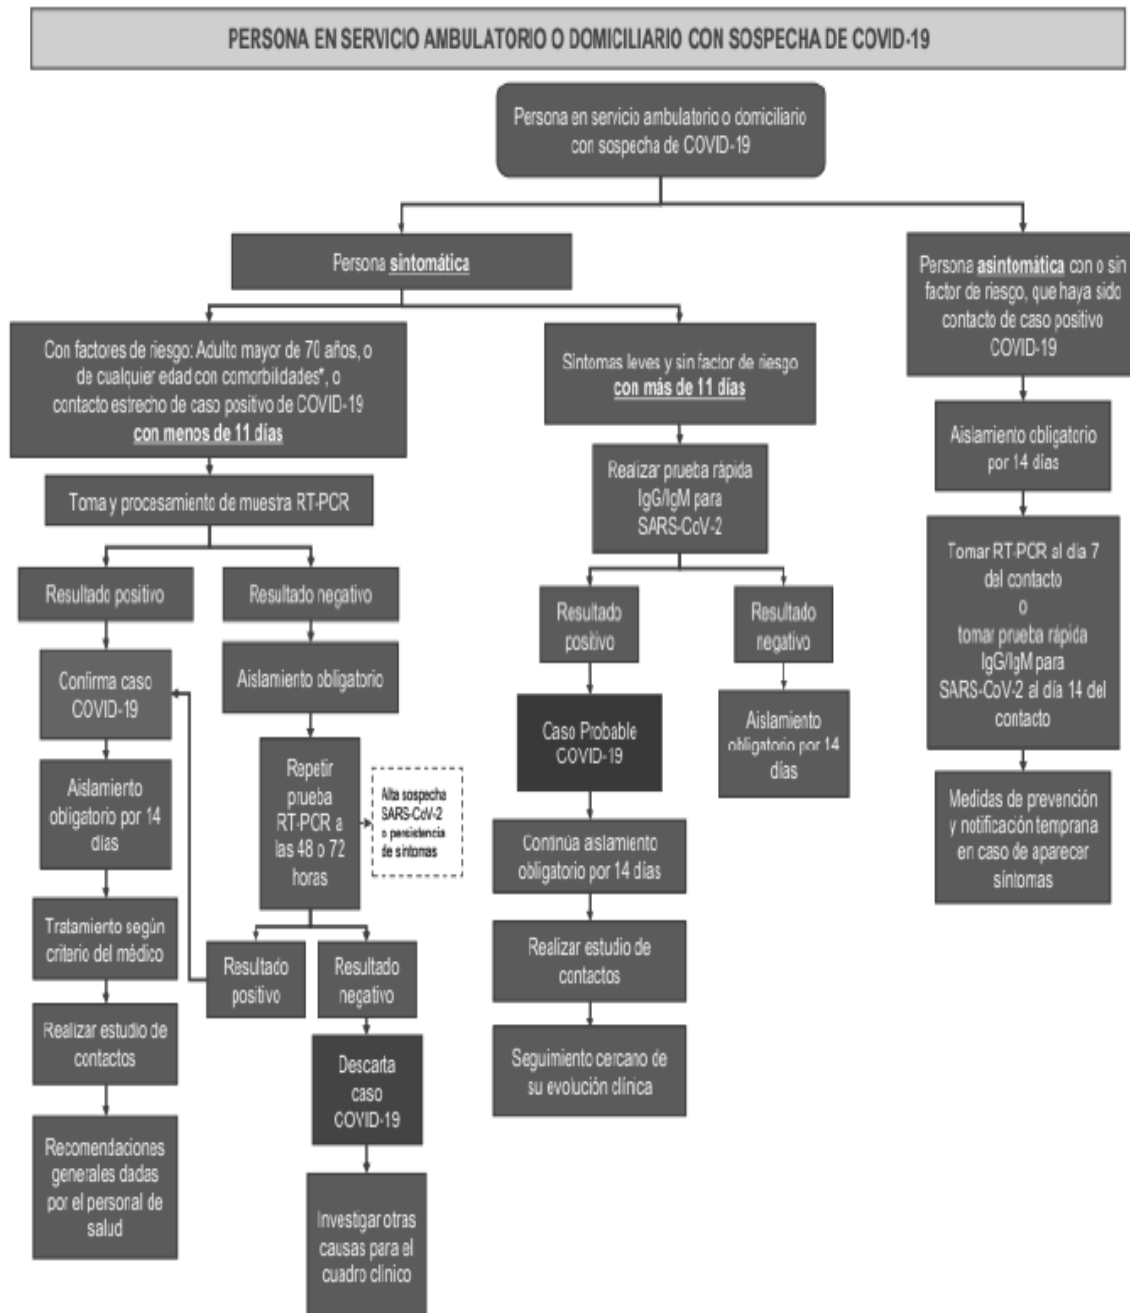 PERSONA EN SERVICIO AMBULATORIO O DOMICILIARIO CON SOSPECHA DE COVID-19
Persona en servicio ambulatorio o domiciliario
con sospecha de COVID-19
Persona sintomática
Persona asintomática con o sin
factor de riesgo, que haya sido
contacto de caso positivo
COVID-19
Con factores de riesgo: Adulto mayor de 70 años, o
de cualquier edad con comorbilidades*, o
contacto estrecho de caso positivo de COVID-19
con menos de 11 días
Síntomas leves y sin factor de riesgo
con más de 11 días
Aislamiento obligatorio
por 14 días
Toma y procesamiento de muestra RT-PCR
Realizar prueba rápida
IgG/IgM para
SARS-CoV-2
Tomar RT-PCR al día 7
del contacto
o
tomar prueba rápida
IgG/IgM para
SARS-CoV-2 al día 14 del
contacto
Resultado positivo
Resultado negativo
Resultado
positivo
Resultado
negativo
Confirma caso
COVID-19
Aislamiento obligatorio
Caso Probable
COVID-19
Aislamiento
obligatorio por 14
días
Aislamiento
obligatorio por 14
días
Repetir
prueba
RT-PCR a
las 48 o 72
horas
Alta sospecha
SARS-CoV-2
o persistencia
de síntomas
Continúa aislamiento
obligatorio por 14 días
Medidas de prevención
y notificación temprana
en caso de aparecer
síntomas
Tratamiento según
criterio del médico
Resultado
positivo
Resultado
negativo
Realizar estudio de
contactos
Realizar estudio de
contactos
Descarta
caso
COVID-19
Seguimiento cercano de
su evolución clínica
Recomendaciones
generales dadas
por el personal de
salud
Investigar otras
causas para el
cuadro clínico